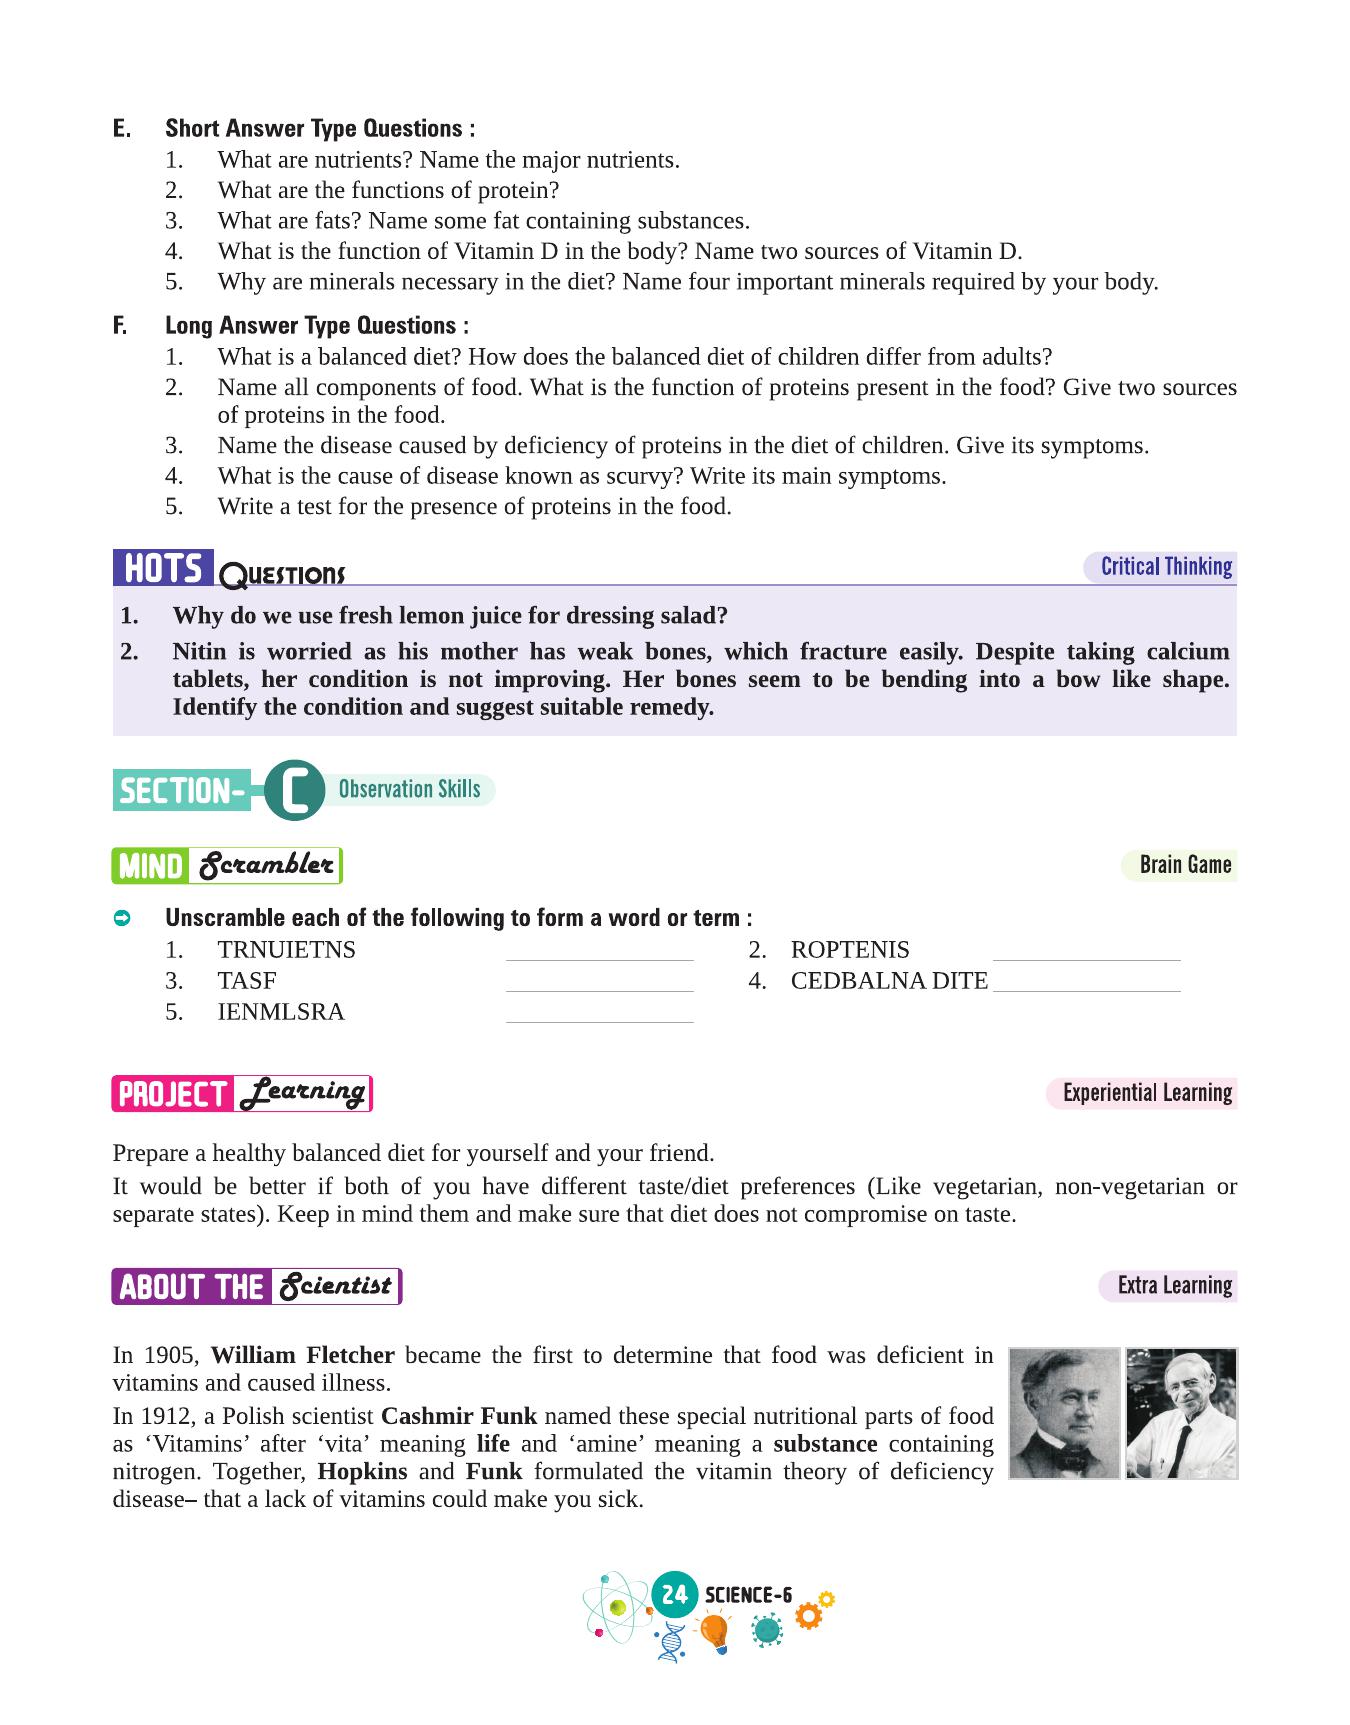 E. Short Answer Type Questions :
1. What are nutrients? Name the major nutrients.
2. What are the functions of protein?
3. What are fats? Name some fat containing substances.
4. What is the function of Vitamin D in the body? Name two sources of Vitamin D.
5. Why are minerals necessary in the diet? Name four important minerals required by your body.
F. Long Answer Type Questions :
1. What is a balanced diet? How does the balanced diet of children differ from adults?
2. Name all components of food. What is the function of proteins present in the food? Give two sources
of proteins in the food.
3. Name the disease caused by deficiency of proteins in the diet of children. Give its symptoms.
4. What is the cause of disease known as scurvy? Write its main symptoms.
5. Write a test for the presence of proteins in the food.
HOTS Questions Critical Thinking
1. Why do we use fresh lemon juice for dressing salad?
2. Nitin is worried as his mother has weak bones, which fracture easily. Despite taking calcium
tablets, her condition is not improving. Her bones seem to be bending into a bow like shape.
Identify the condition and suggest suitable remedy.
SECTION- C Observation Skills
MIND Scrambler Brain Game
Unscramble each of the following to form a word or term :
1. TRNUIETNS 2. ROPTENIS
3. TASF 4. CEDBALNA DITE
5. IENMLSRA
PROJECT Learning Experiential Learning
Prepare a healthy balanced diet for yourself and your friend.
It would be better if both of you have different taste/diet preferences (Like vegetarian, non-vegetarian or
separate states). Keep in mind them and make sure that diet does not compromise on taste.
ABOUT THE Scientist Extra Learning
In 1905, William Fletcher became the first to determine that food was deficient in
vitamins and caused illness.
In 1912, a Polish scientist Cashmir Funk named these special nutritional parts of food
as ‘Vitamins’ after ‘vita’ meaning life and ‘amine’ meaning a substance containing
nitrogen. Together, Hopkins and Funk formulated the vitamin theory of deficiency
disease– that a lack of vitamins could make you sick.
24 SCIENCE-6